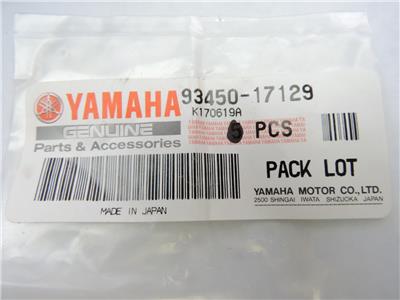 YAMAHA 93450-17129
K170619A
GENUINE PCS
Parts & Accessories
PACK LOT
YAMAHA MOTOR CO., LTD.
2500 SHINGAI IWATA SHIZUOKA JAPAN
MADE IN JAPAN